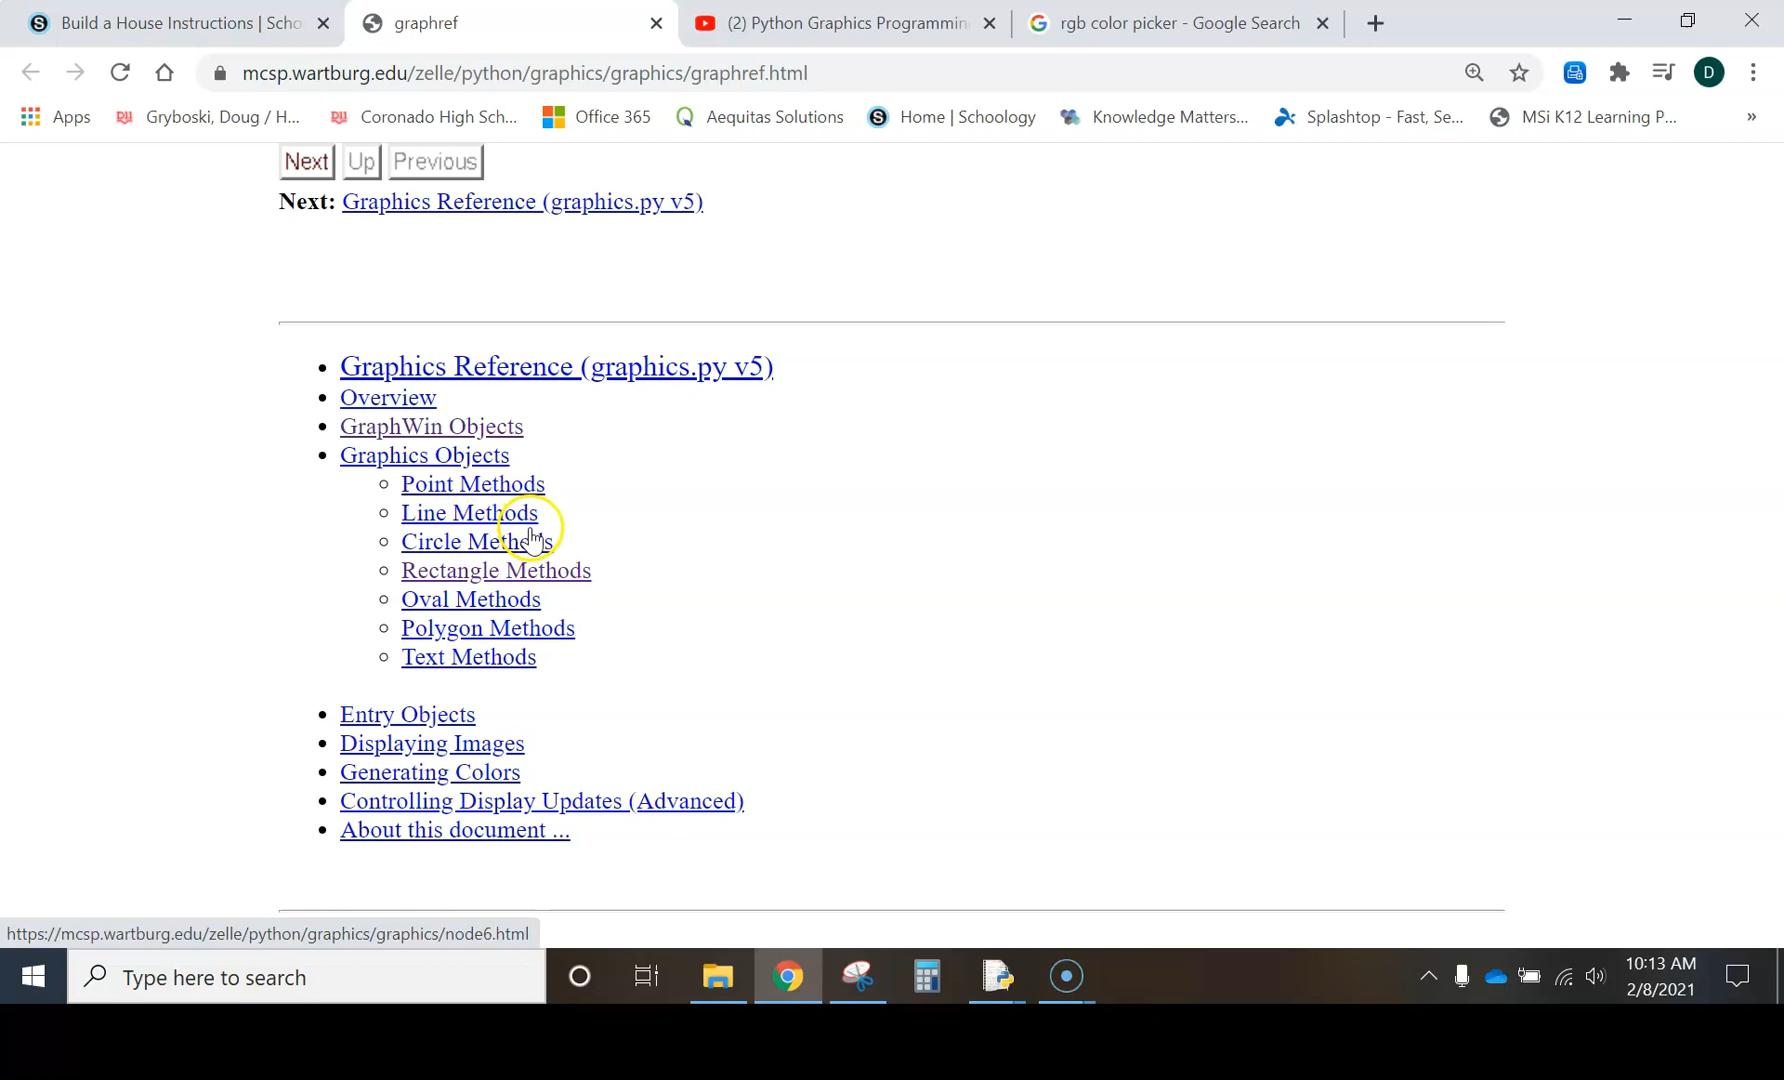 Build a House Instructions | Scho
graphref
(2) Python Graphics Programmin
rgb color picker - Google Search
mcsp.wartburg.edu/zelle/python/graphics/graphics/graphref.html
D
Apps
Gryboski, Doug / H...
Coronado High Sch...
Office 365
Aequitas Solutions
Home | Schoology
Knowledge Matters...
Splashtop - Fast, Se...
MSi K12 Learning P...
»
Next Up Previous
Next: Graphics Reference (graphics.py v5)
Graphics Reference (graphics.py v5)
Overview
GraphWin Objects
Graphics Objects
Point Methods
Line Methods
Circle Methods
Rectangle Methods
Oval Methods
Polygon Methods
Text Methods
Entry Objects
Displaying Images
Generating Colors
Controlling Display Updates (Advanced)
About this document ...
https://mcsp.wartburg.edu/zelle/python/graphics/graphics/node6.html
Type here to search
10:13 AM
2/8/2021